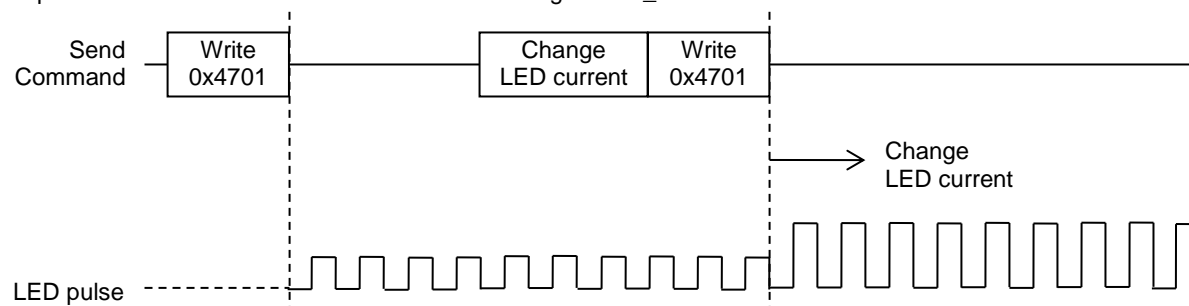 Send
Command
Write
0x4701
Change
LED current
Write
0x4701
Change
LED current
LED pulse